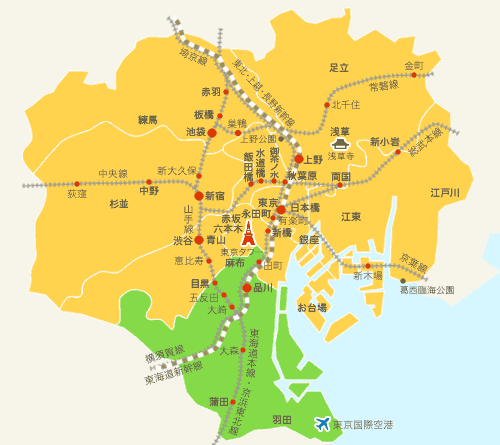 埼京線
東北・上越・長野新幹線
足立
金町
常磐線
赤羽
北千住
板橋
巣鴨
練馬
池袋
上野公園
浅草
浅草寺
新小岩
総武本線
水道橋
御茶ノ水
飯田橋
上野
秋葉原
両国
中央線
新大久保
荻窪
中野
新宿
杉並
山手線
東京
日本橋
江戸川
赤坂
永田町
有楽町
六本木
新橋
江東
銀座
渋谷
青山
東京タワー
麻布
田町
恵比寿
京葉線
新木場
葛西臨海公園
目黒
品川
五反田
大崎
お台場
横須賀線
東海道新幹線
大森
東海道本線・京浜東北線
蒲田
羽田
東京国際空港